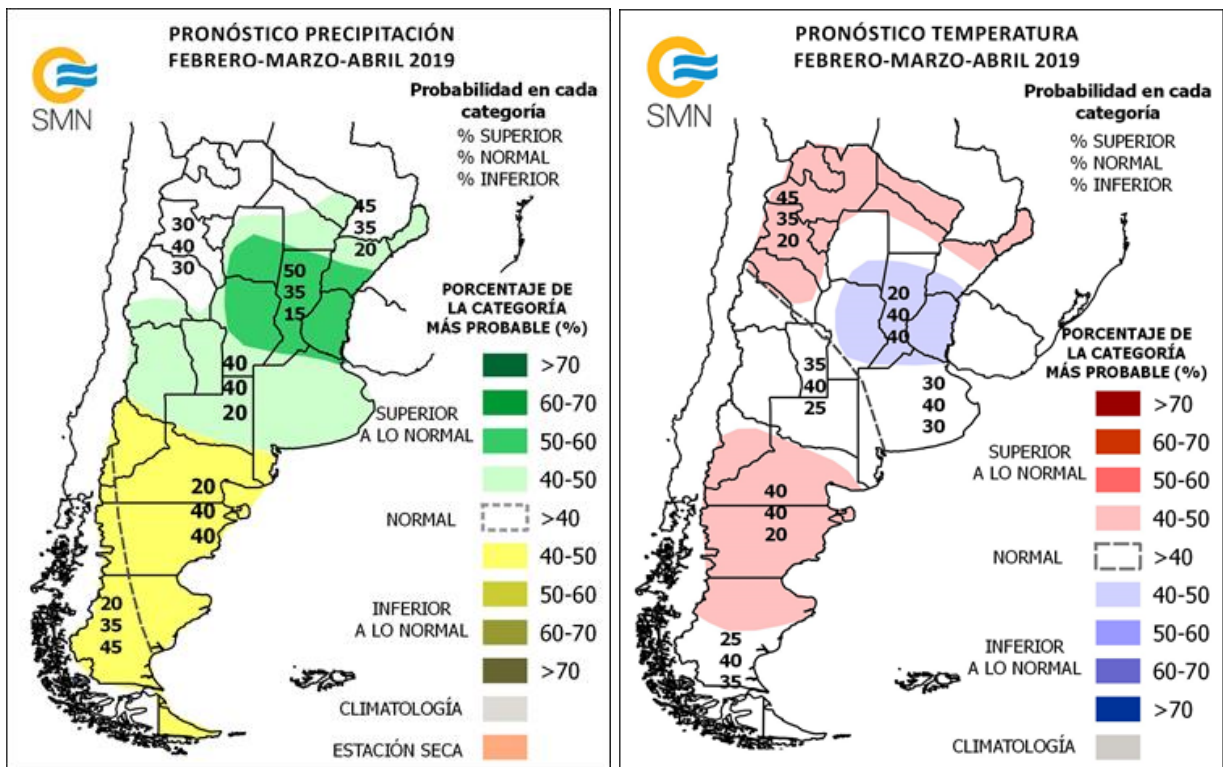 PRONÓSTICO PRECIPITACIÓN
FEBRERO-MARZO-ABRIL 2019
SMN
Probabilidad en cada
categoría
% SUPERIOR
% NORMAL
% INFERIOR
45
35
20
30
40
30
50
35
15
40
40
20
20
40
40
20
35
45
PORCENTAJE DE
LA CATEGORÍA
MÁS PROBABLE (%)
>70
60-70
SUPERIOR
A LO NORMAL
50-60
40-50
NORMAL
>40
40-50
50-60
INFERIOR
A LO NORMAL
60-70
>70
CLIMATOLOGÍA
ESTACIÓN SECA
PRONÓSTICO TEMPERATURA
FEBRERO-MARZO-ABRIL 2019
SMN
Probabilidad en cada
categoría
% SUPERIOR
% NORMAL
% INFERIOR
45
35
20
20
40
40
35
40
25
30
40
30
40
40
20
25
40
35
PORCENTAJE DE
LA CATEGORÍA
MÁS PROBABLE (%)
>70
60-70
SUPERIOR
A LO NORMAL
50-60
40-50
NORMAL
>40
40-50
50-60
INFERIOR
A LO NORMAL
60-70
>70
CLIMATOLOGÍA